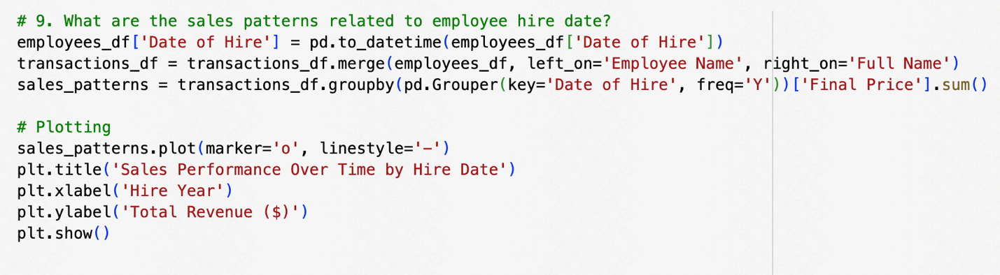 # 9. What are the sales patterns related to employee hire date?
employees_df['Date of Hire'] = pd.to_datetime(employees_df['Date of Hire'])
transactions_df = transactions_df.merge(employees_df, left_on='Employee Name', right_on='Full Name')
sales_patterns = transactions_df.groupby(pd.Grouper(key='Date of Hire', freq='Y'))['Final Price'].sum()
# Plotting
sales_patterns.plot(marker='o', linestyle='-')
plt.title('Sales Performance Over Time by Hire Date')
plt.xlabel('Hire Year')
plt.ylabel('Total Revenue ($)')
plt.show()